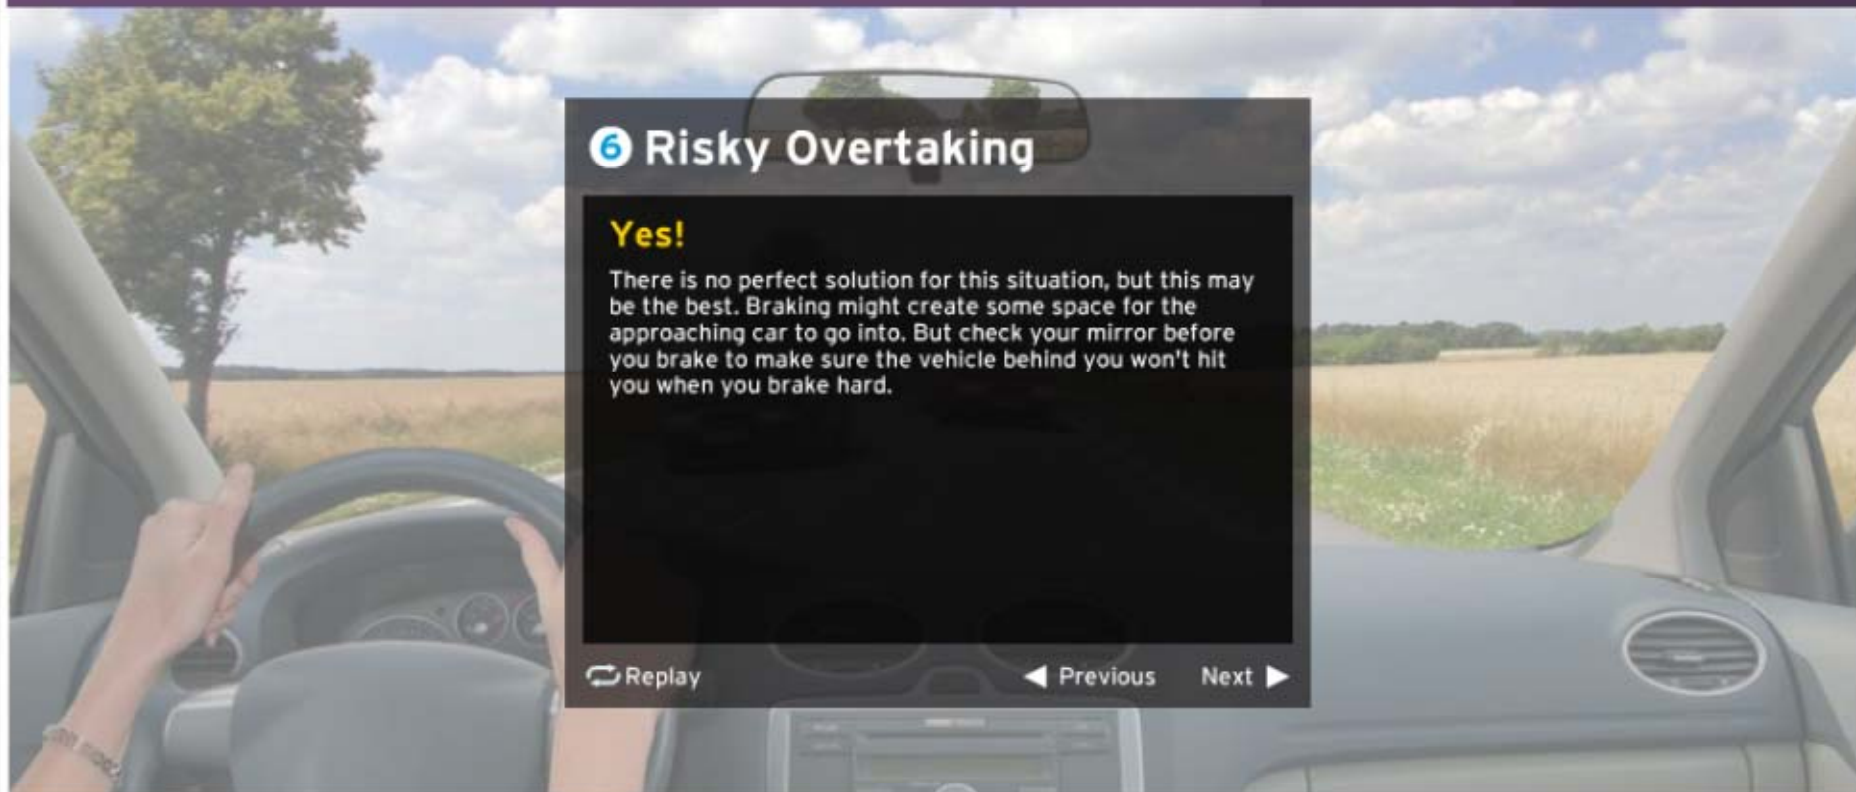 6 Risky Overtaking
Yes!
There is no perfect solution for this situation, but this may
be the best. Braking might create some space for the
approaching car to go into. But check your mirror before
you brake to make sure the vehicle behind you won't hit
you when you brake hard.
Replay Previous Next